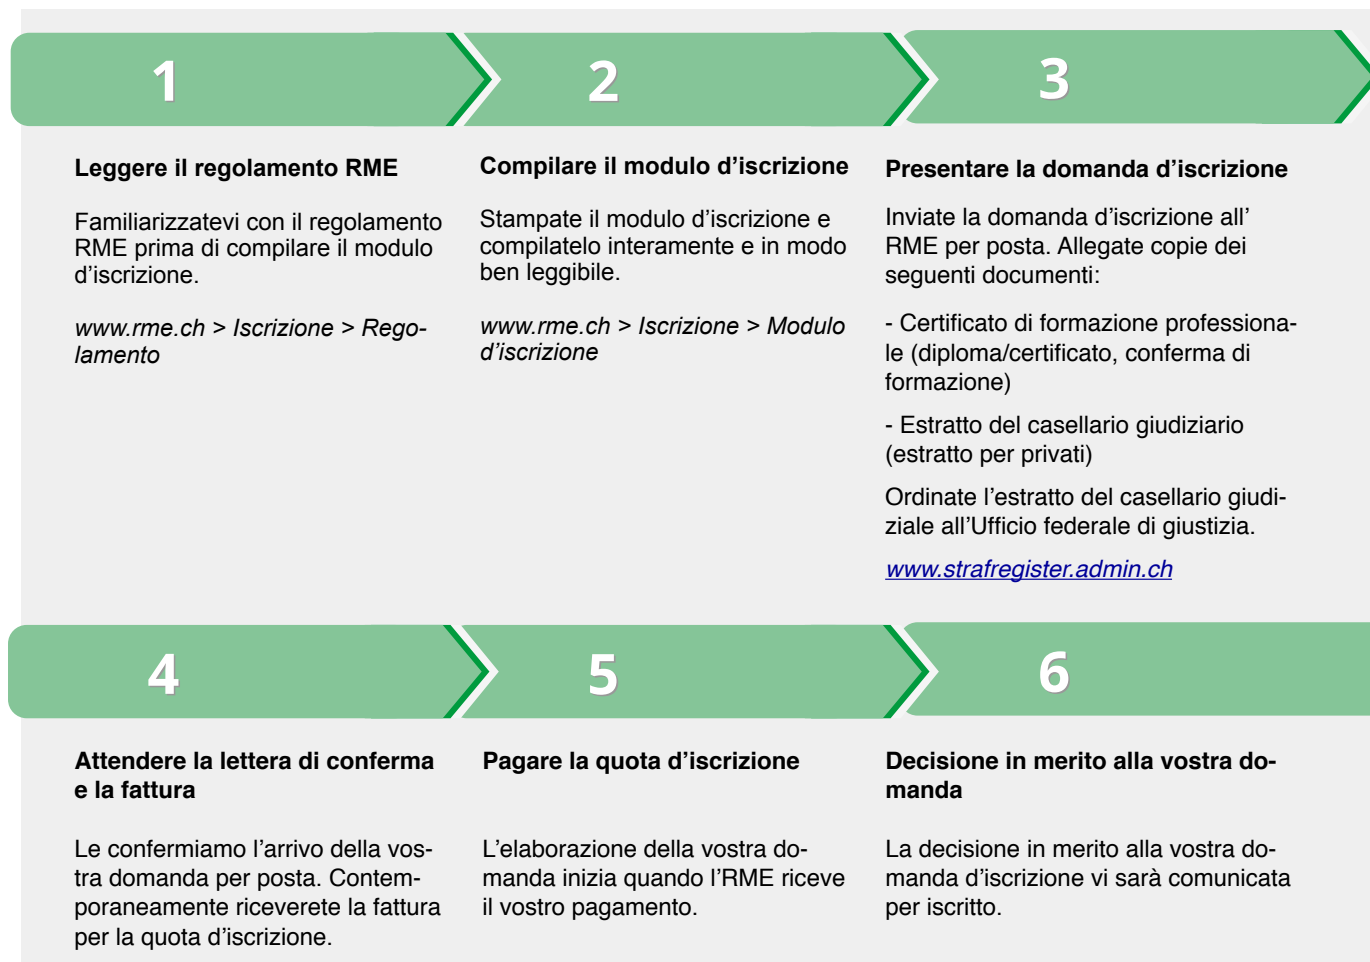 1
2
3
Leggere il regolamento RME
Familiarizzatevi con il regolamento
RME prima di compilare il modulo
d’iscrizione.
www.rme.ch > Iscrizione > Rego-
lamento
Compilare il modulo d’iscrizione
Stampate il modulo d’iscrizione e
compilatelo interamente e in modo
ben leggibile.
www.rme.ch > Iscrizione > Modulo
d’iscrizione
Presentare la domanda d’iscrizione
Inviate la domanda d’iscrizione all’
RME per posta. Allegate copie dei
seguenti documenti:
- Certificato di formazione professiona-
le (diploma/certificato, conferma di
formazione)
- Estratto del casellario giudiziario
(estratto per privati)
Ordinate l’estratto del casellario giudi-
ziale all’Ufficio federale di giustizia.
www.strafregister.admin.ch
4
5
6
Attendere la lettera di conferma
e la fattura
Le confermiamo l’arrivo della vos-
tra domanda per posta. Contem-
poraneamente riceverete la fattura
per la quota d’iscrizione.
Pagare la quota d’iscrizione
L’elaborazione della vostra do-
manda inizia quando l’RME riceve
il vostro pagamento.
Decisione in merito alla vostra do-
manda
La decisione in merito alla vostra do-
manda d’iscrizione vi sarà comunicata
per iscritto.